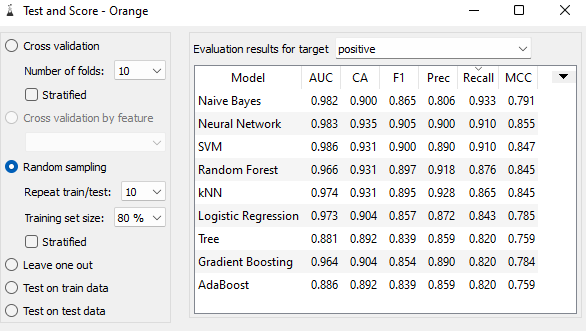 Test and Score - Orange
Cross validation
Number of folds: 10
Stratified
Cross validation by feature
Random sampling
Repeat train/test: 10
Training set size: 80 %
Stratified
Leave one out
Test on train data
Test on test data
Evaluation results for target positive
Model AUC CA F1 Prec Recall MCC
Naive Bayes 0.982 0.900 0.865 0.806 0.933 0.791
Neural Network 0.983 0.935 0.905 0.900 0.910 0.855
SVM 0.986 0.931 0.900 0.890 0.910 0.847
Random Forest 0.966 0.931 0.897 0.918 0.876 0.845
kNN 0.974 0.931 0.895 0.928 0.865 0.845
Logistic Regression 0.973 0.904 0.857 0.872 0.843 0.785
Tree 0.881 0.892 0.839 0.859 0.820 0.759
Gradient Boosting 0.964 0.904 0.854 0.890 0.820 0.784
AdaBoost 0.886 0.892 0.839 0.859 0.820 0.759